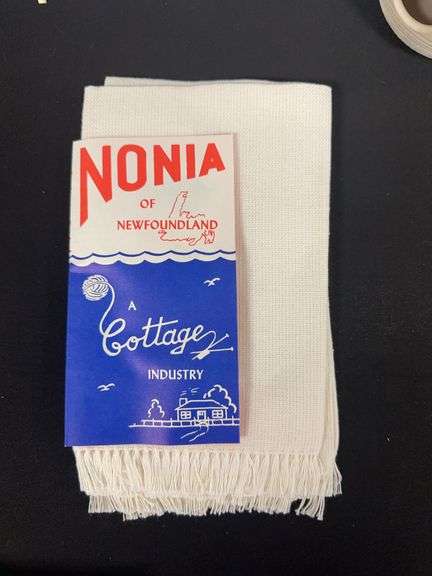 NONIA
OF
NEWFOUNDLAND
A
Cottage
INDUSTRY